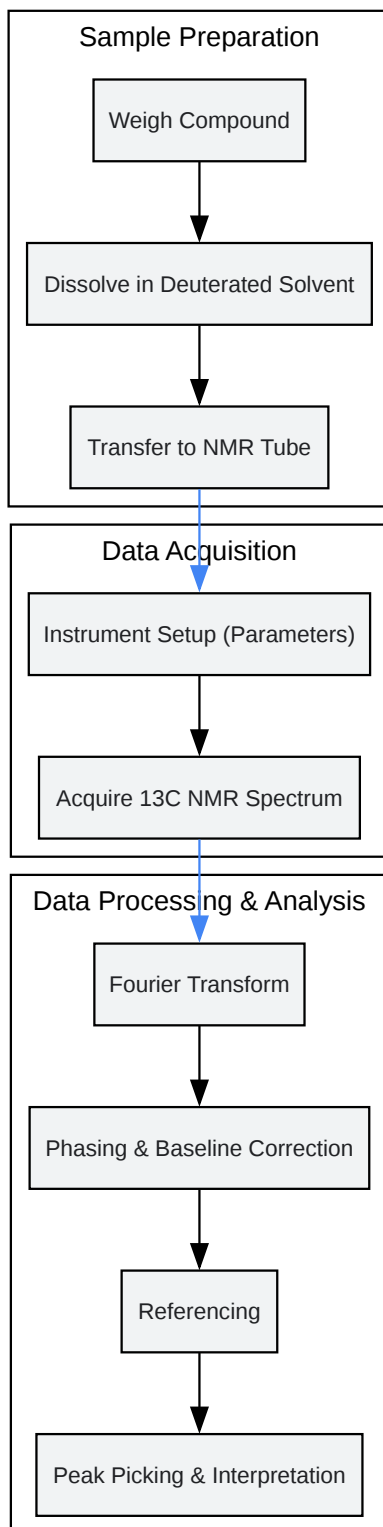 Sample Preparation
Weigh Compound
Dissolve in Deuterated Solvent
Transfer to NMR Tube
Data Acquisition
Instrument Setup (Parameters)
Acquire 13C NMR Spectrum
Data Processing & Analysis
Fourier Transform
Phasing & Baseline Correction
Referencing
Peak Picking & Interpretation